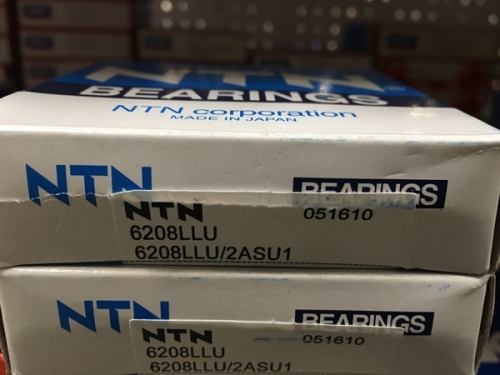 NTN
BEARINGS
NTN corporation
MADE IN JAPAN
NTN BEARINGS
NTN 051610
6208LLU
6208LLU/2ASU1
NTN BEARINGS
NTN 051610
6208LLU
6208LLU/2ASU1